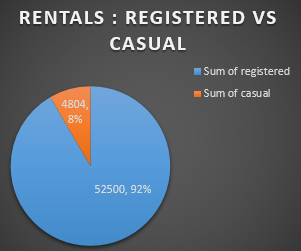 RENTALS : REGISTERED VS
CASUAL
Sum of registered
Sum of casual
4804,
8%
52500, 92%